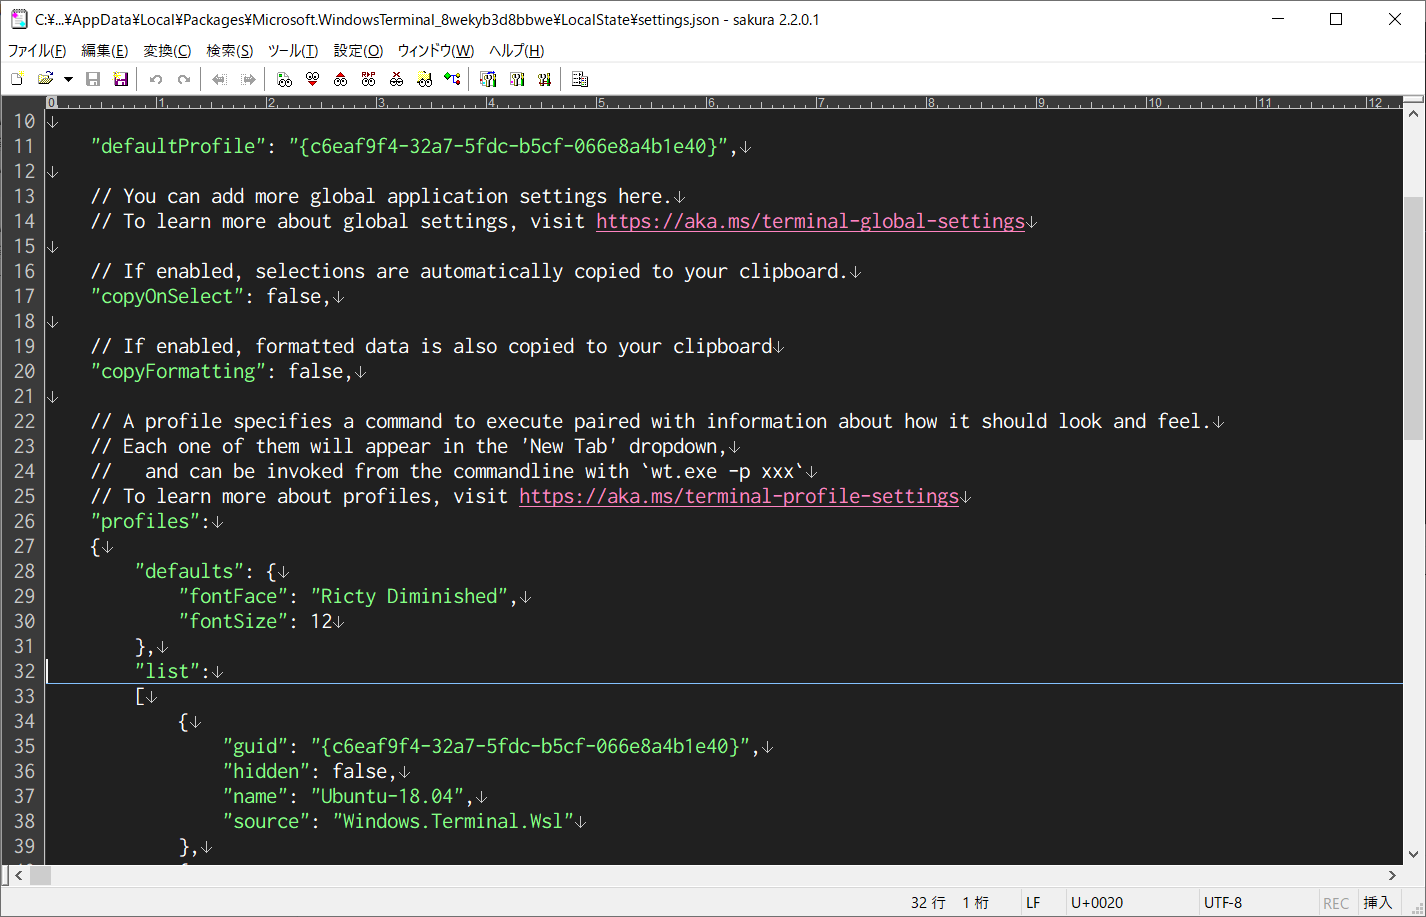 C:¥...¥AppData¥Local¥Packages¥Microsoft.WindowsTerminal_8wekyb3d8bbwe¥LocalState¥settings.json - sakura 2.2.0.1
ファイル(F) 編集(E) 変換(C) 検索(S) ツール(T) 設定(O) ウィンドウ(W) ヘルプ(H)
0 1 2 3 4 5 6 7 8 9 10 11 12
10 ↓
11     "defaultProfile": "{c6eaf9f4-32a7-5fdc-b5cf-066e8a4b1e40}",↓
12 ↓
13     // You can add more global application settings here.↓
14     // To learn more about global settings, visit https://aka.ms/terminal-global-settings↓
15 ↓
16     // If enabled, selections are automatically copied to your clipboard.↓
17     "copyOnSelect": false,↓
18 ↓
19     // If enabled, formatted data is also copied to your clipboard↓
20     "copyFormatting": false,↓
21 ↓
22     // A profile specifies a command to execute paired with information about how it should look and feel.↓
23     // Each one of them will appear in the 'New Tab' dropdown,↓
24     //   and can be invoked from the commandline with `wt.exe -p xxx`↓
25     // To learn more about profiles, visit https://aka.ms/terminal-profile-settings↓
26     "profiles":↓
27     {↓
28         "defaults": {↓
29             "fontFace": "Ricty Diminished",↓
30             "fontSize": 12↓
31         },↓
32         "list":↓
33         [↓
34             {↓
35                 "guid": "{c6eaf9f4-32a7-5fdc-b5cf-066e8a4b1e40}",↓
36                 "hidden": false,↓
37                 "name": "Ubuntu-18.04",↓
38                 "source": "Windows.Terminal.Wsl"↓
39             },↓
32 行 1 桁 LF U+0020 UTF-8 REC 挿入